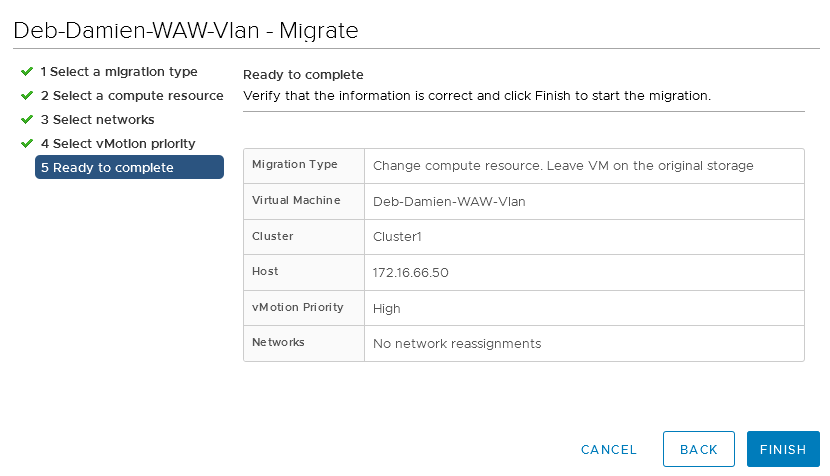 Deb-Damien-WAW-Vlan - Migrate
1 Select a migration type
2 Select a compute resource
3 Select networks
4 Select vMotion priority
5 Ready to complete
Ready to complete
Verify that the information is correct and click Finish to start the migration.
Migration Type Change compute resource. Leave VM on the original storage
Virtual Machine Deb-Damien-WAW-Vlan
Cluster Cluster1
Host 172.16.66.50
vMotion Priority High
Networks No network reassignments
CANCEL BACK FINISH